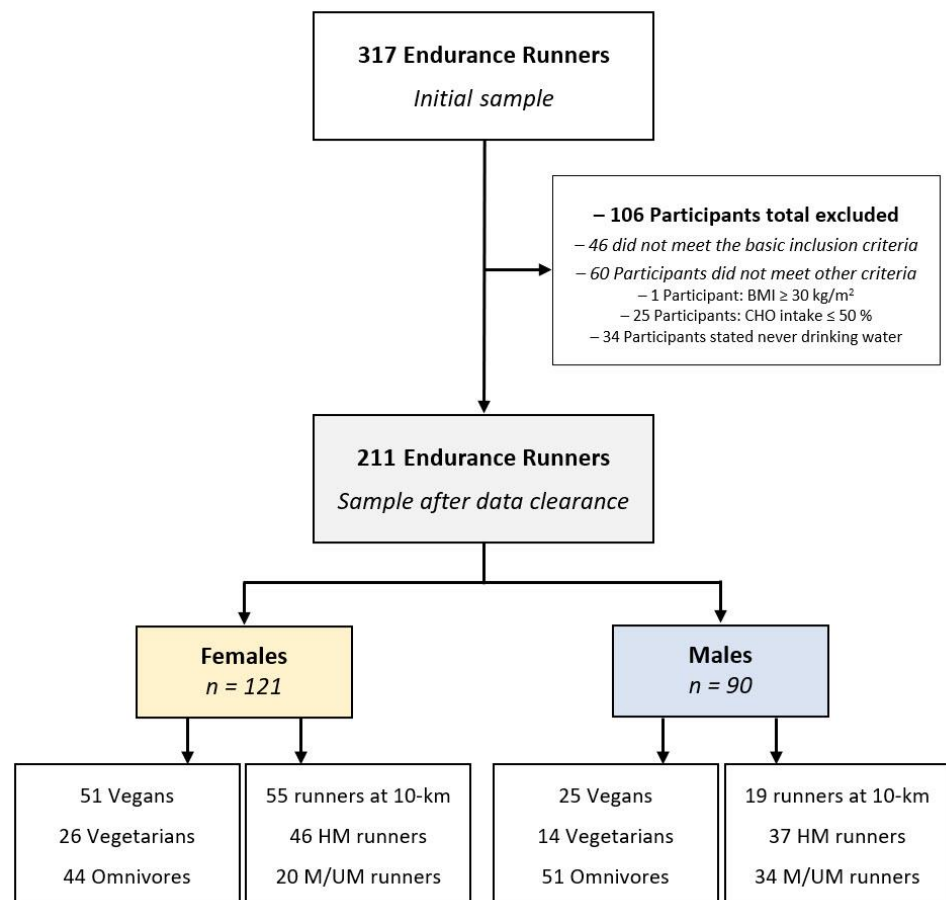 317 Endurance Runners
Initial sample
– 106 Participants total excluded
– 46 did not meet the basic inclusion criteria
– 60 Participants did not meet other criteria
– 1 Participant: BMI ≥ 30 kg/m²
– 25 Participants: CHO intake ≤ 50 %
– 34 Participants stated never drinking water
211 Endurance Runners
Sample after data clearance
Females
n = 121
Males
n = 90
51 Vegans
26 Vegetarians
44 Omnivores
55 runners at 10-km
46 HM runners
20 M/UM runners
25 Vegans
14 Vegetarians
51 Omnivores
19 runners at 10-km
37 HM runners
34 M/UM runners